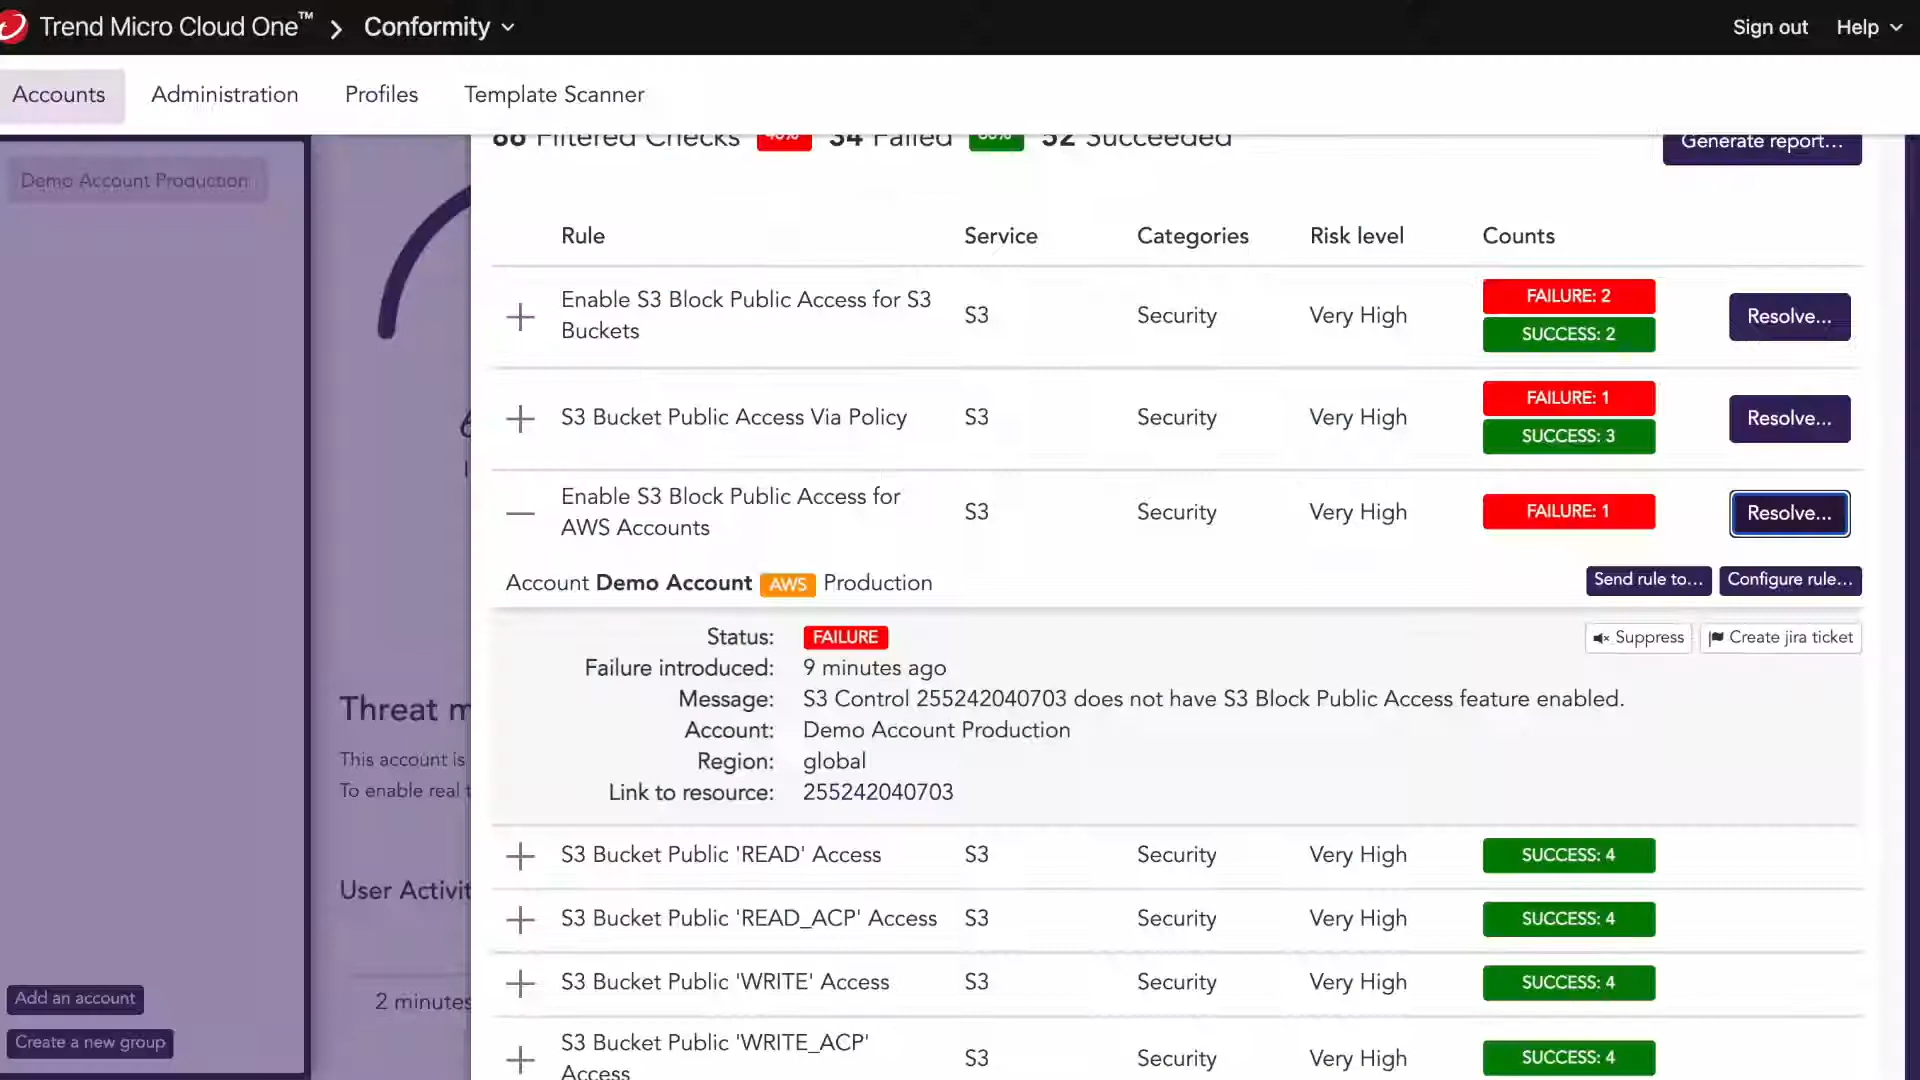 Trend Micro Cloud One™ > Conformity
Sign out Help
Accounts Administration Profiles Template Scanner
86 Filtered Checks 40% 34 Failed 60% 52 Succeeded
Generate report...
Demo Account Production
Rule Service Categories Risk level Counts
Enable S3 Block Public Access for S3
Buckets
S3 Security Very High
FAILURE: 2
SUCCESS: 2
Resolve...
S3 Bucket Public Access Via Policy
S3 Security Very High
FAILURE: 1
SUCCESS: 3
Resolve...
Enable S3 Block Public Access for
AWS Accounts
S3 Security Very High
FAILURE: 1
Resolve...
Account Demo Account AWS Production
Send rule to... Configure rule...
Status: FAILURE
Suppress Create jira ticket
Failure introduced: 9 minutes ago
Message: S3 Control 255242040703 does not have S3 Block Public Access feature enabled.
Account: Demo Account Production
Region: global
Link to resource: 255242040703
Threat m
This account is
To enable real t
User Activit
2 minutes
S3 Bucket Public 'READ' Access S3 Security Very High SUCCESS: 4
S3 Bucket Public 'READ_ACP' Access S3 Security Very High SUCCESS: 4
S3 Bucket Public 'WRITE' Access S3 Security Very High SUCCESS: 4
S3 Bucket Public 'WRITE_ACP'
Access
S3 Security Very High SUCCESS: 4
Add an account
Create a new group